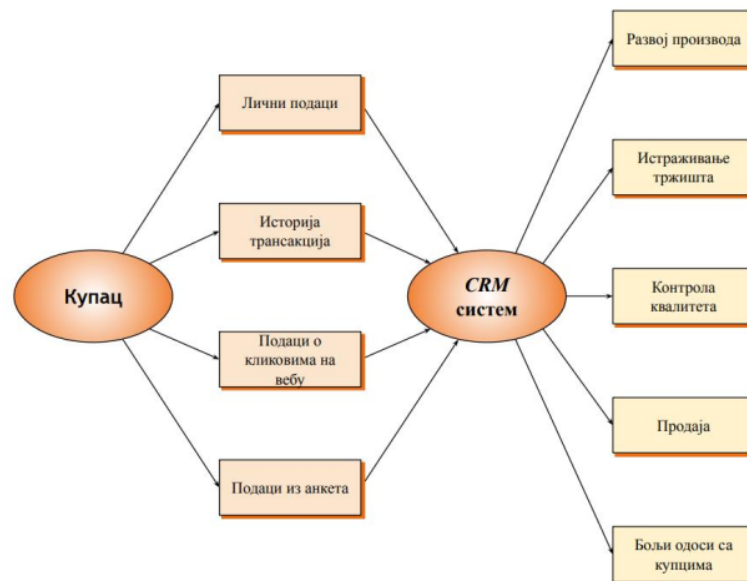 Купац
Лични подаци
Историја
трансакција
Подаци о
кликовима на
вебу
Подаци из анкета
CRM
систем
Развој производа
Истраживање
тржишта
Контрола
квалитета
Продаја
Бољи одоси са
купцима